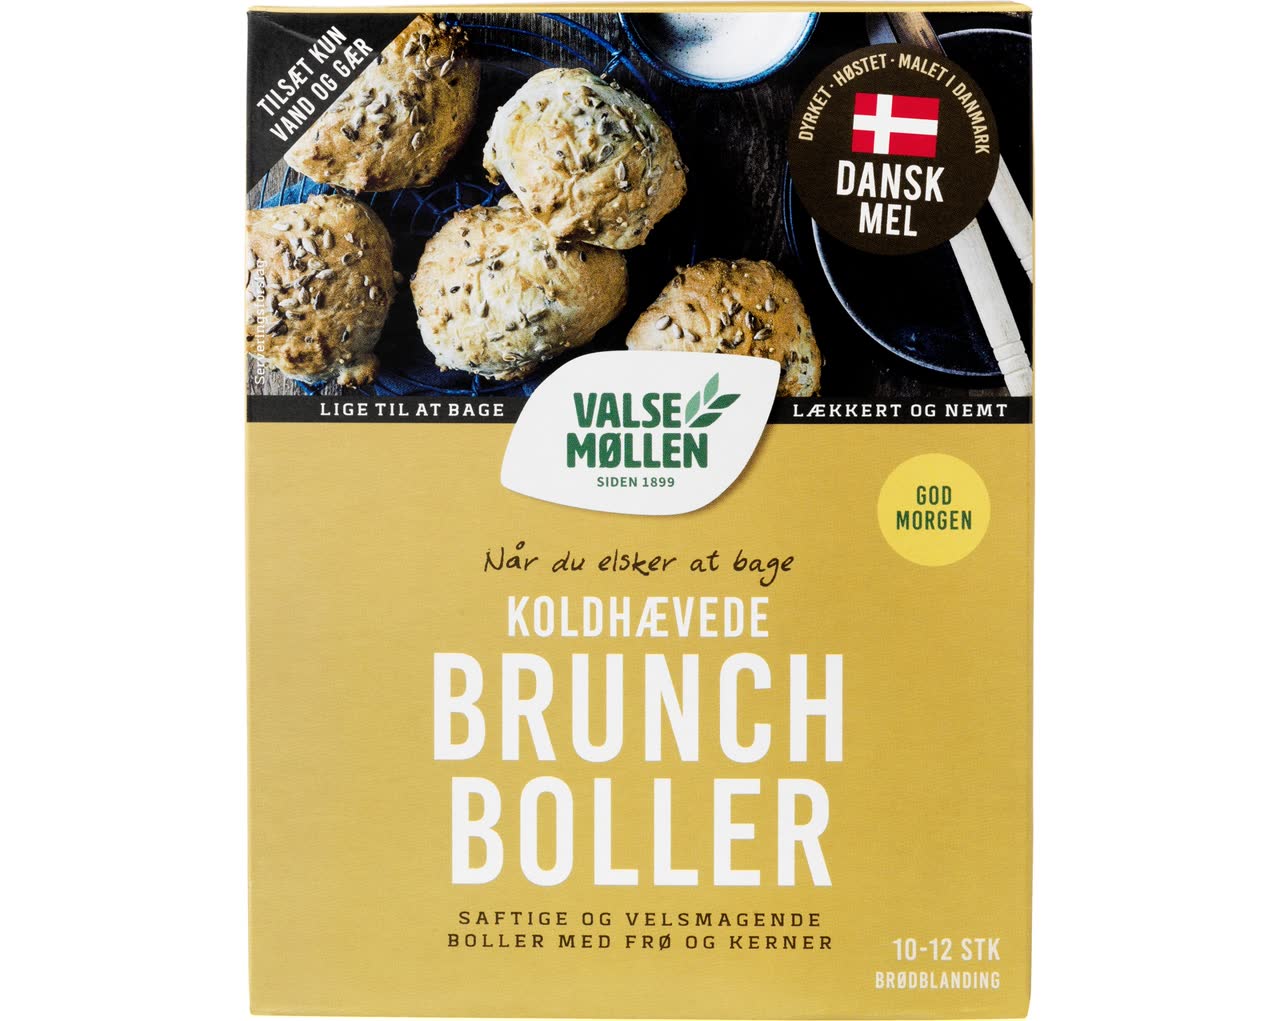 TILSÆT KUN
VAND OG GÆR
DYRKET · HØSTET · MALET I DANMARK
DANSK
MEL
Serveringsforslag
LIGE TIL AT BAGE
VALSE
MØLLEN
SIDEN 1899
LÆKKERT OG NEMT
GOD
MORGEN
Når du elsker at bage
KOLDHÆVEDE
BRUNCH
BOLLER
SAFTIGE OG VELSMAGENDE
BOLLER MED FRØ OG KERNER
10-12 STK
BRØDBLANDING